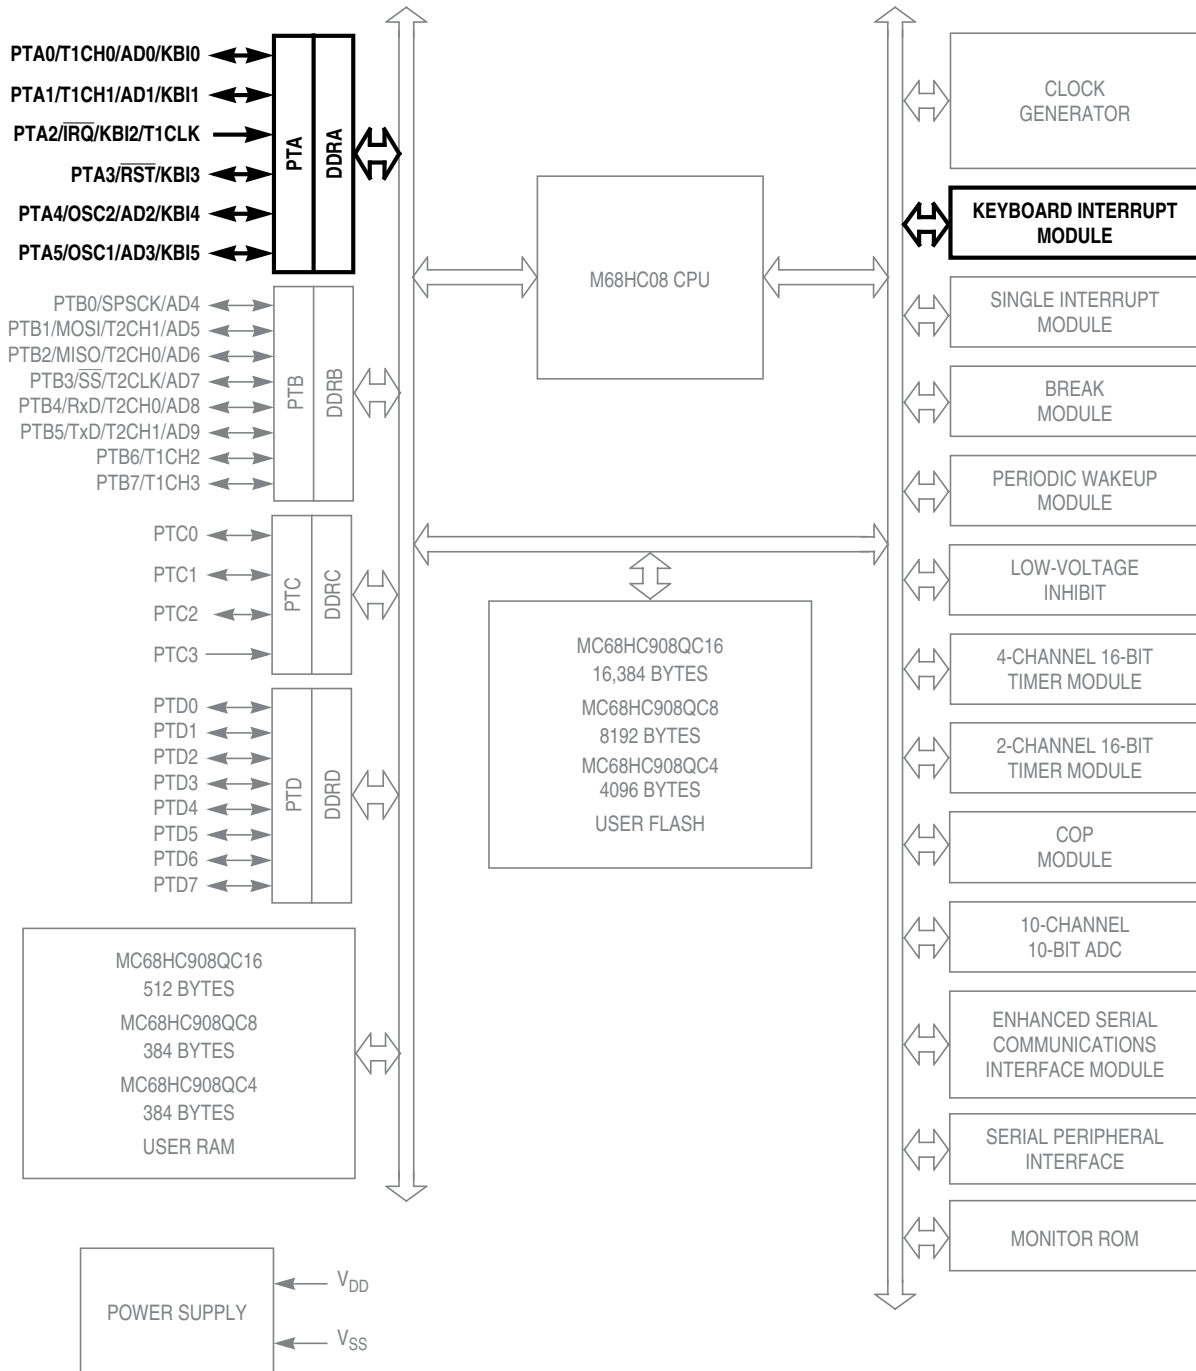 PTA0/T1CH0/AD0/KBI0
PTA1/T1CH1/AD1/KBI1
PTA2/IRQ/KBI2/T1CLK
PTA3/RST/KBI3
PTA4/OSC2/AD2/KBI4
PTA5/OSC1/AD3/KBI5
PTA
DDRA
PTB0/SPSCK/AD4
PTB1/MOSI/T2CH1/AD5
PTB2/MISO/T2CH0/AD6
PTB3/SS/T2CLK/AD7
PTB4/RxD/T2CH0/AD8
PTB5/TxD/T2CH1/AD9
PTB6/T1CH2
PTB7/T1CH3
PTB
DDRB
PTC0
PTC1
PTC2
PTC3
PTC
DDRC
PTD0
PTD1
PTD2
PTD3
PTD4
PTD5
PTD6
PTD7
PTD
DDRD
MC68HC908QC16
512 BYTES
MC68HC908QC8
384 BYTES
MC68HC908QC4
384 BYTES
USER RAM
POWER SUPPLY
VDD
VSS
M68HC08 CPU
MC68HC908QC16
16,384 BYTES
MC68HC908QC8
8192 BYTES
MC68HC908QC4
4096 BYTES
USER FLASH
CLOCK
GENERATOR
KEYBOARD INTERRUPT
MODULE
SINGLE INTERRUPT
MODULE
BREAK
MODULE
PERIODIC WAKEUP
MODULE
LOW-VOLTAGE
INHIBIT
4-CHANNEL 16-BIT
TIMER MODULE
2-CHANNEL 16-BIT
TIMER MODULE
COP
MODULE
10-CHANNEL
10-BIT ADC
ENHANCED SERIAL
COMMUNICATIONS
INTERFACE MODULE
SERIAL PERIPHERAL
INTERFACE
MONITOR ROM